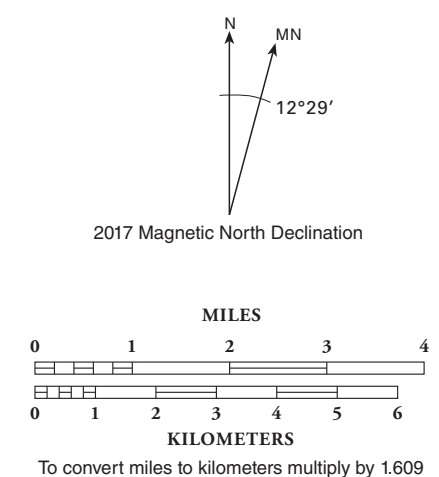 N
MN
12°29′
2017 Magnetic North Declination
MILES
0 1 2 3 4
0 1 2 3 4 5 6
KILOMETERS
To convert miles to kilometers multiply by 1.609